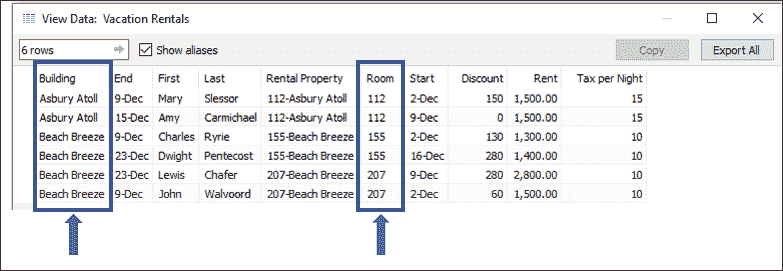 View Data: Vacation Rentals
6 rows Show aliases Copy Export All
Building End First Last Rental Property Room Start Discount Rent Tax per Night
Asbury Atoll 9-Dec Mary Slessor 112-Asbury Atoll 112 2-Dec 150 1,500.00 15
Asbury Atoll 15-Dec Amy Carmichael 112-Asbury Atoll 112 9-Dec 0 1,500.00 15
Beach Breeze 9-Dec Charles Ryrie 155-Beach Breeze 155 2-Dec 130 1,300.00 10
Beach Breeze 23-Dec Dwight Pentecost 155-Beach Breeze 155 16-Dec 280 1,400.00 10
Beach Breeze 23-Dec Lewis Chafer 207-Beach Breeze 207 9-Dec 280 2,800.00 10
Beach Breeze 9-Dec John Walvoord 207-Beach Breeze 207 2-Dec 60 1,500.00 10